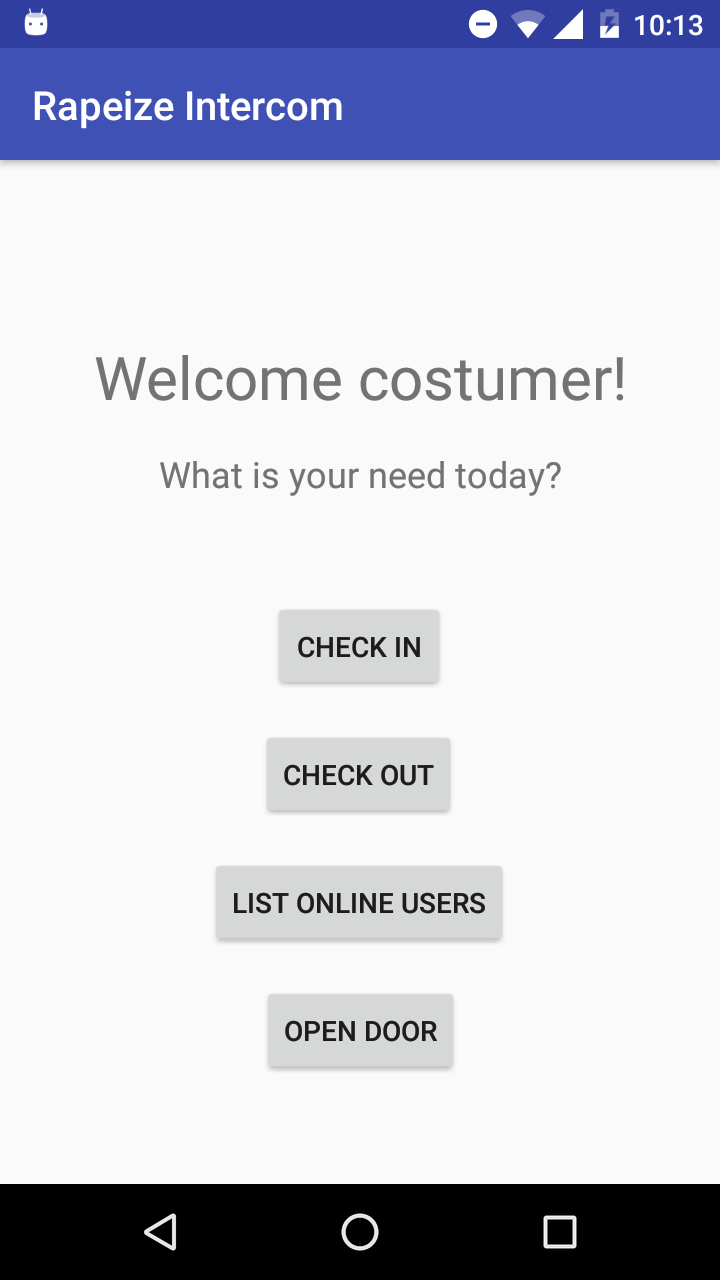 10:13
Rapeize Intercom
Welcome costumer!
What is your need today?
CHECK IN
CHECK OUT
LIST ONLINE USERS
OPEN DOOR